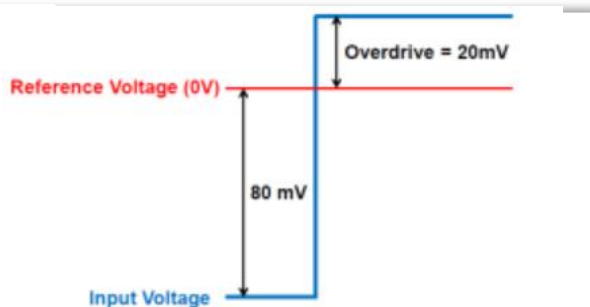 Overdrive = 20mV
Reference Voltage (0V)
80 mV
Input Voltage